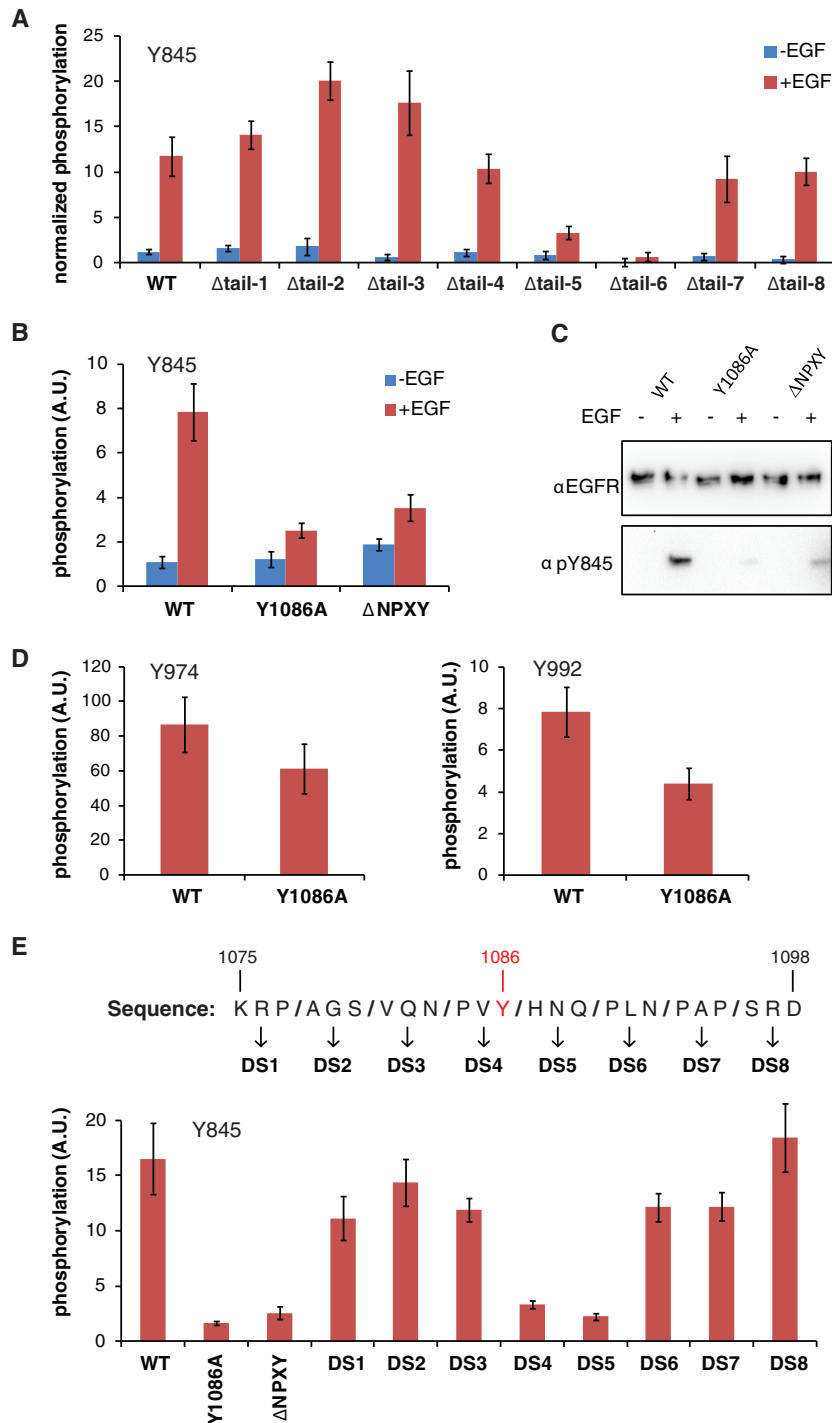 A
Y845
-EGF
+EGF
normalized phosphorylation
25
20
15
10
5
0
WT Δtail-1 Δtail-2 Δtail-3 Δtail-4 Δtail-5 Δtail-6 Δtail-7 Δtail-8
B
Y845
-EGF
+EGF
phosphorylation (A.U.)
10
8
6
4
2
0
WT Y1086A ΔNPXY
C
WT Y1086A ΔNPXY
EGF - + - + - +
αEGFR
α pY845
D
Y974
phosphorylation (A.U.)
120
100
80
60
40
20
0
WT Y1086A
Y992
phosphorylation (A.U.)
10
8
6
4
2
0
WT Y1086A
E
1075 1086 1098
Sequence: K R P / A G S / V Q N / P V Y / H N Q / P L N / P A P / S R D
↓ ↓ ↓ ↓ ↓ ↓ ↓ ↓
DS1 DS2 DS3 DS4 DS5 DS6 DS7 DS8
Y845
phosphorylation (A.U.)
20
15
10
5
0
WT Y1086A ΔNPXY DS1 DS2 DS3 DS4 DS5 DS6 DS7 DS8